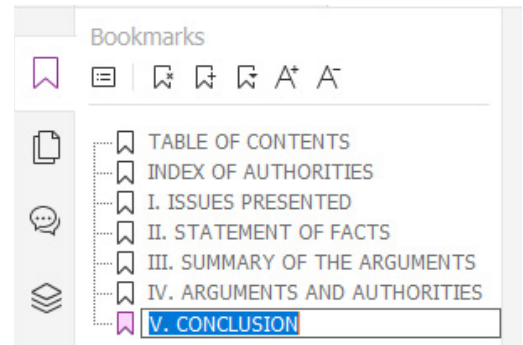 Bookmarks
A+ A-
TABLE OF CONTENTS
INDEX OF AUTHORITIES
I. ISSUES PRESENTED
II. STATEMENT OF FACTS
III. SUMMARY OF THE ARGUMENTS
IV. ARGUMENTS AND AUTHORITIES
V. CONCLUSION